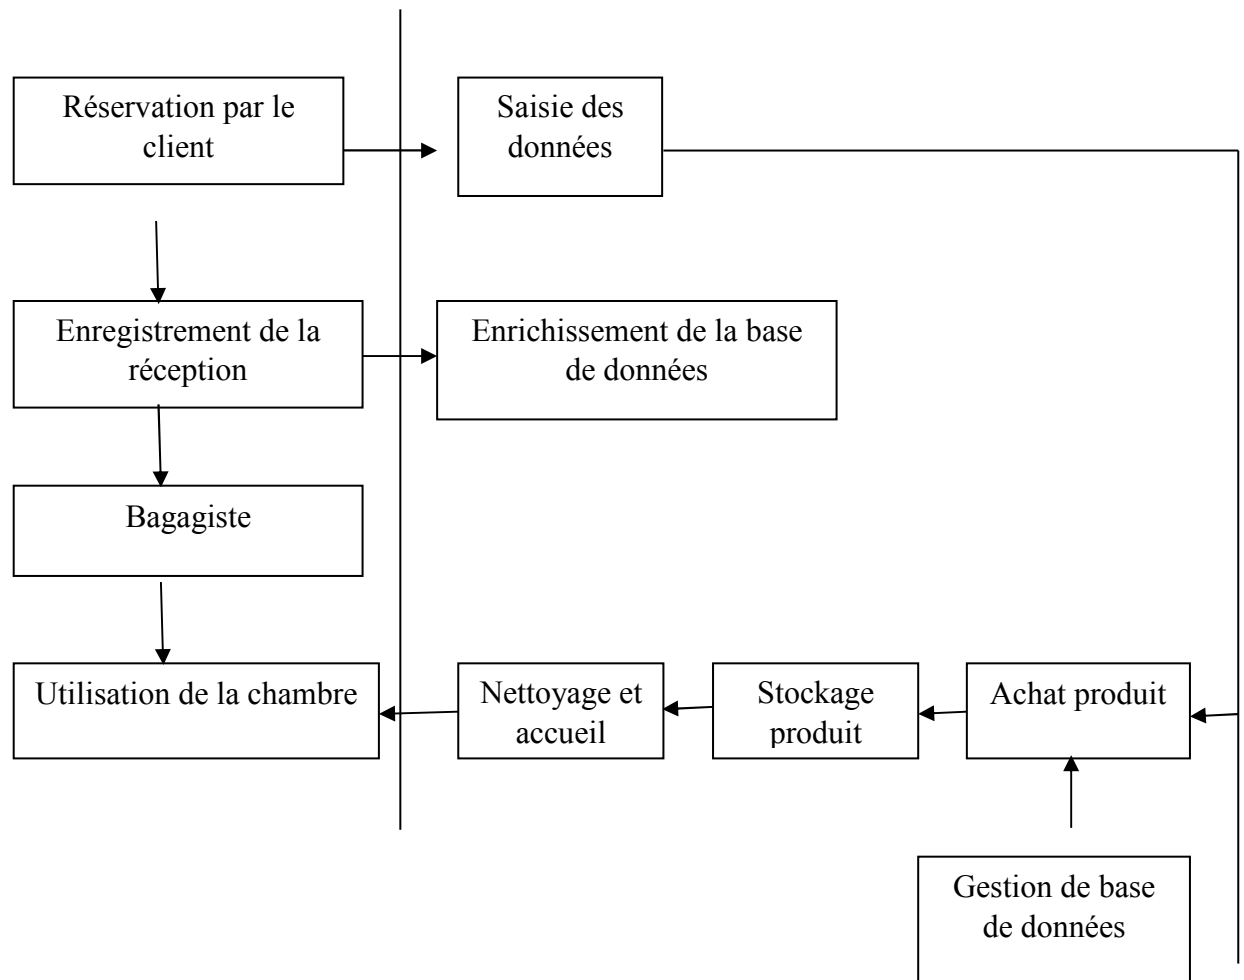 Réservation par le
client
Saisie des
données
Enregistrement de la
réception
Enrichissement de la base
de données
Bagagiste
Utilisation de la chambre
Nettoyage et
accueil
Stockage
produit
Achat produit
Gestion de base
de données